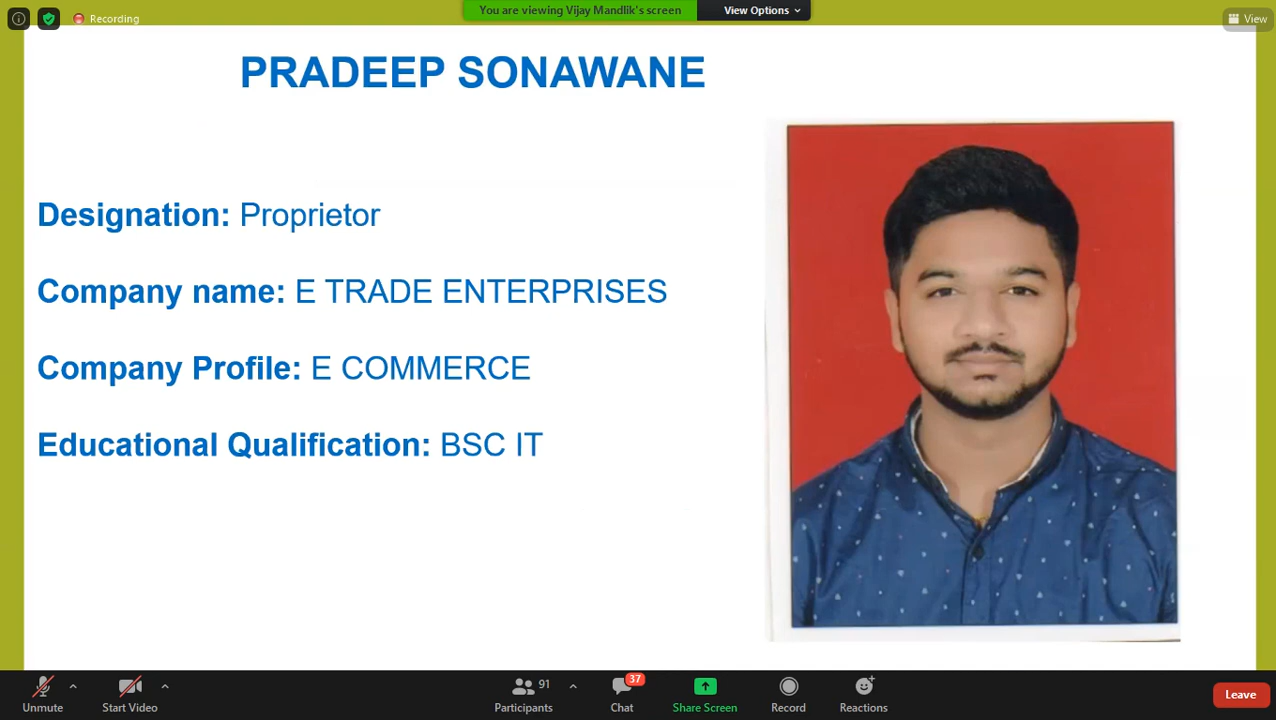 Recording
You are viewing Vijay Mandlik's screen
View Options
View
PRADEEP SONAWANE
Designation: Proprietor
Company name: E TRADE ENTERPRISES
Company Profile: E COMMERCE
Educational Qualification: BSC IT
Unmute
Start Video
91
Participants
37
Chat
Share Screen
Record
Reactions
Leave